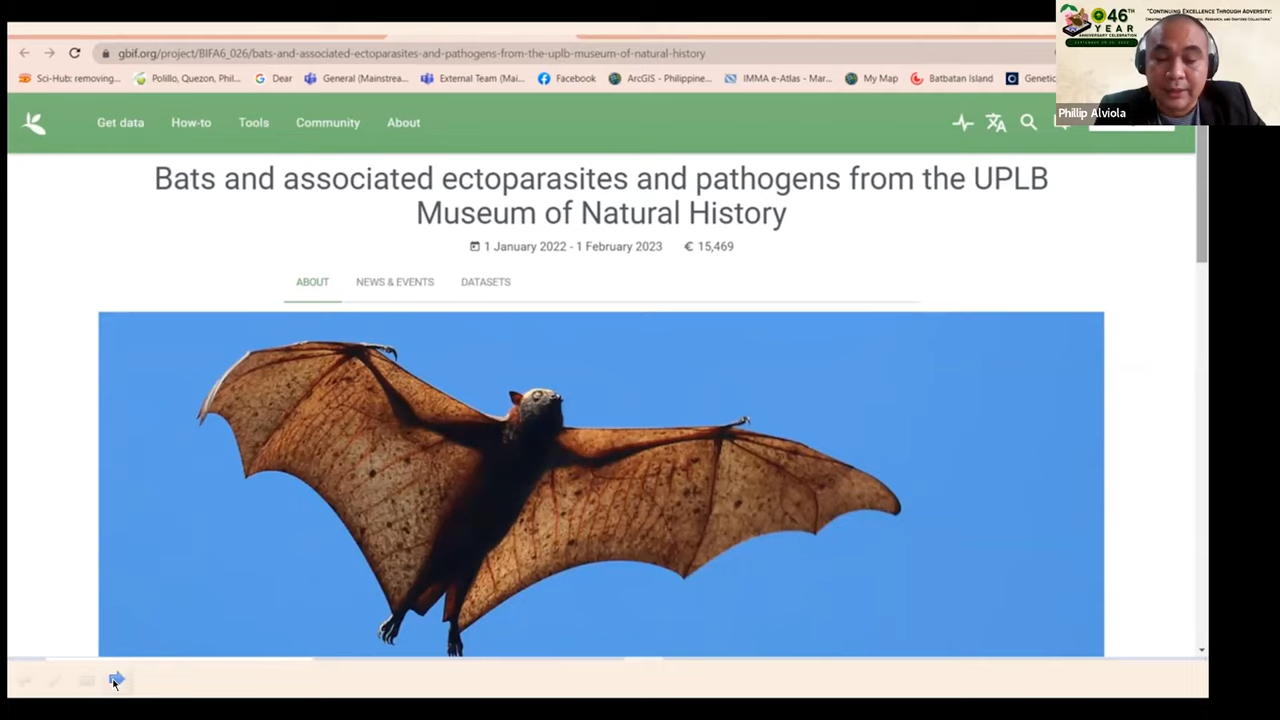 46TH
YEAR
ANNIVERSARY CELEBRATION
"CONTINUING EXCELLENCE THROUGH ADVERSITY:
Phillip Alviola
gbif.org/project/BIFA6_026/bats-and-associated-ectoparasites-and-pathogens-from-the-uplb-museum-of-natural-history
Sci-Hub: removing... Polillo, Quezon, Phil... Dear General (Mainstrea... External Team (Mai... Facebook ArcGIS - Philippine... IMMA e-Atlas - Mar... My Map Batbatan Island Genetic
Get data How-to Tools Community About
Bats and associated ectoparasites and pathogens from the UPLB
Museum of Natural History
1 January 2022 - 1 February 2023 € 15,469
ABOUT NEWS & EVENTS DATASETS